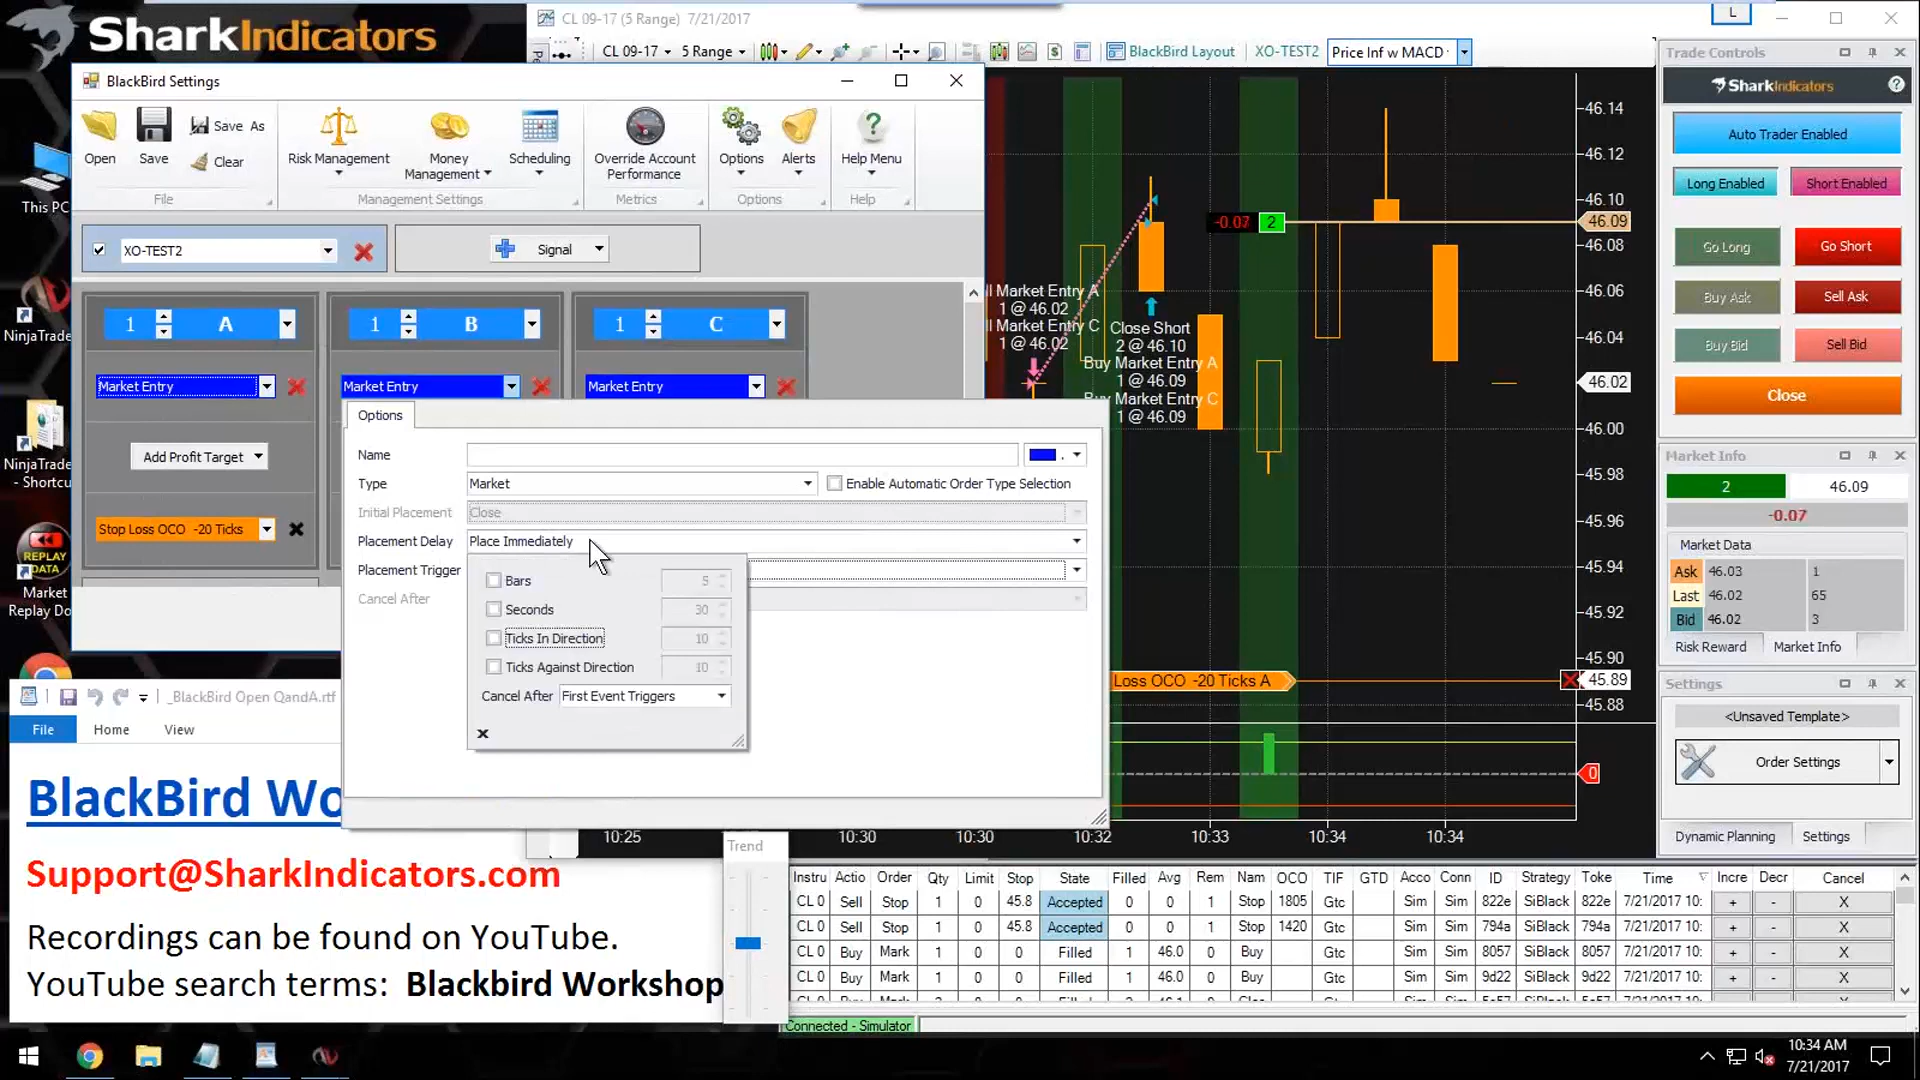 SharkIndicators
CL 09-17 (5 Range) 7/21/2017
L
CL 09-17
5 Range
BlackBird Layout
XO-TEST2
Price Inf w MACD
BlackBird Settings
Open
Save
Save As
Clear
Risk Management
Money Management
Scheduling
Override Account Performance
Options
Alerts
Help Menu
File
Management Settings
Metrics
Options
Help
XO-TEST2
Signal
1 A
1 B
1 C
Market Entry
Market Entry
Market Entry
Add Profit Target
Stop Loss OCO -20 Ticks
Options
Name
Type
Market
Enable Automatic Order Type Selection
Initial Placement
Close
Placement Delay
Place Immediately
Placement Trigger
Cancel After
Bars 5
Seconds 30
Ticks In Direction 10
Ticks Against Direction 10
Cancel After First Event Triggers
This PC
NinjaTrade
NinjaTrade
- Shortcu
REPLAY
DAY
Market
Replay Do
ll Market Entry A
1 @ 46.02
ll Market Entry C
1 @ 46.02
Close Short
2 @ 46.10
Buy Market Entry A
1 @ 46.09
Buy Market Entry C
1 @ 46.09
-0.07 2
Loss OCO -20 Ticks A
46.14
46.12
46.10
46.09
46.08
46.06
46.04
46.02
46.00
45.98
45.96
45.94
45.92
45.90
45.89
45.88
0
10:25
10:30
10:30
10:32
10:33
10:34
10:34
Trade Controls
SharkIndicators
Auto Trader Enabled
Long Enabled
Short Enabled
Go Long
Go Short
Buy Ask
Sell Ask
Buy Bid
Sell Bid
Close
Market Info
2 46.09
-0.07
Market Data
Ask 46.03 1
Last 46.02 65
Bid 46.02 3
Risk Reward
Market Info
Settings
<Unsaved Template>
Order Settings
Dynamic Planning
Settings
_BlackBird Open QandA.rtf
File
Home
View
BlackBird Wo
Support@SharkIndicators.com
Recordings can be found on YouTube.
YouTube search terms: Blackbird Workshop
Trend
Instru Actio Order Qty Limit Stop State Filled Avg Rem Nam OCO TIF GTD Acco Conn ID Strategy Toke Time Incre Decr Cancel
CL 0 Sell Stop 1 0 45.8 Accepted 0 0 1 Stop 1805 Gtc Sim Sim 822e SiBlack 822e 7/21/2017 10: + - X
CL 0 Sell Stop 1 0 45.8 Accepted 0 0 1 Stop 1420 Gtc Sim Sim 794a SiBlack 794a 7/21/2017 10: + - X
CL 0 Buy Mark 1 0 0 Filled 1 46.0 0 Buy Gtc Sim Sim 8057 SiBlack 8057 7/21/2017 10: + - X
CL 0 Buy Mark 1 0 0 Filled 1 46.0 0 Buy Gtc Sim Sim 9d22 SiBlack 9d22 7/21/2017 10: + - X
Connected - Simulator
10:34 AM
7/21/2017